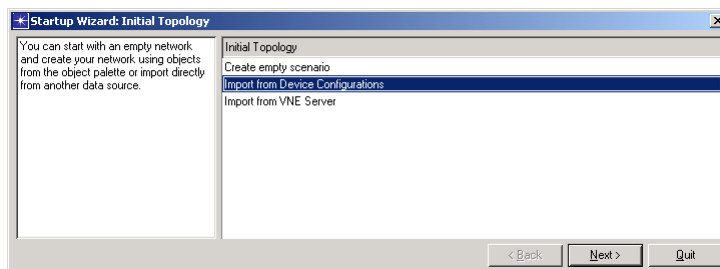 Startup Wizard: Initial Topology
You can start with an empty network
and create your network using objects
from the object palette or import directly
from another data source.
Initial Topology
Create empty scenario
Import from Device Configurations
Import from VNE Server
< Back
Next >
Quit